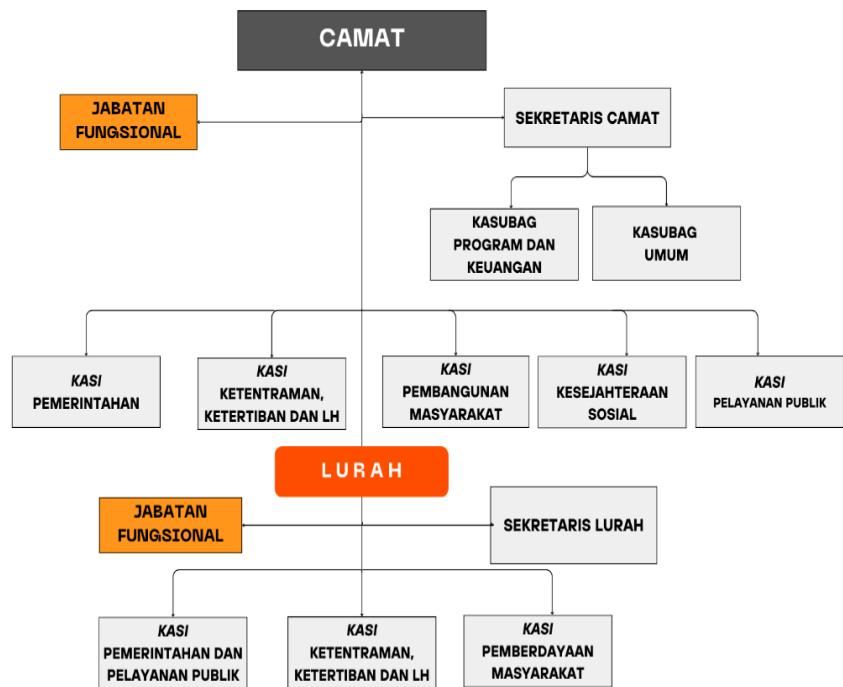 CAMAT
JABATAN
FUNGSIONAL
SEKRETARIS CAMAT
KASUBAG
PROGRAM DAN
KEUANGAN
KASUBAG
UMUM
KASI
PEMERINTAHAN
KASI
KETENTRAMAN,
KETERTIBAN DAN LH
KASI
PEMBANGUNAN
MASYARAKAT
KASI
KESEJAHTERAAN
SOSIAL
KASI
PELAYANAN PUBLIK
LURAH
JABATAN
FUNGSIONAL
SEKRETARIS LURAH
KASI
PEMERINTAHAN DAN
PELAYANAN PUBLIK
KASI
KETENTRAMAN,
KETERTIBAN DAN LH
KASI
PEMBERDAYAAN
MASYARAKAT